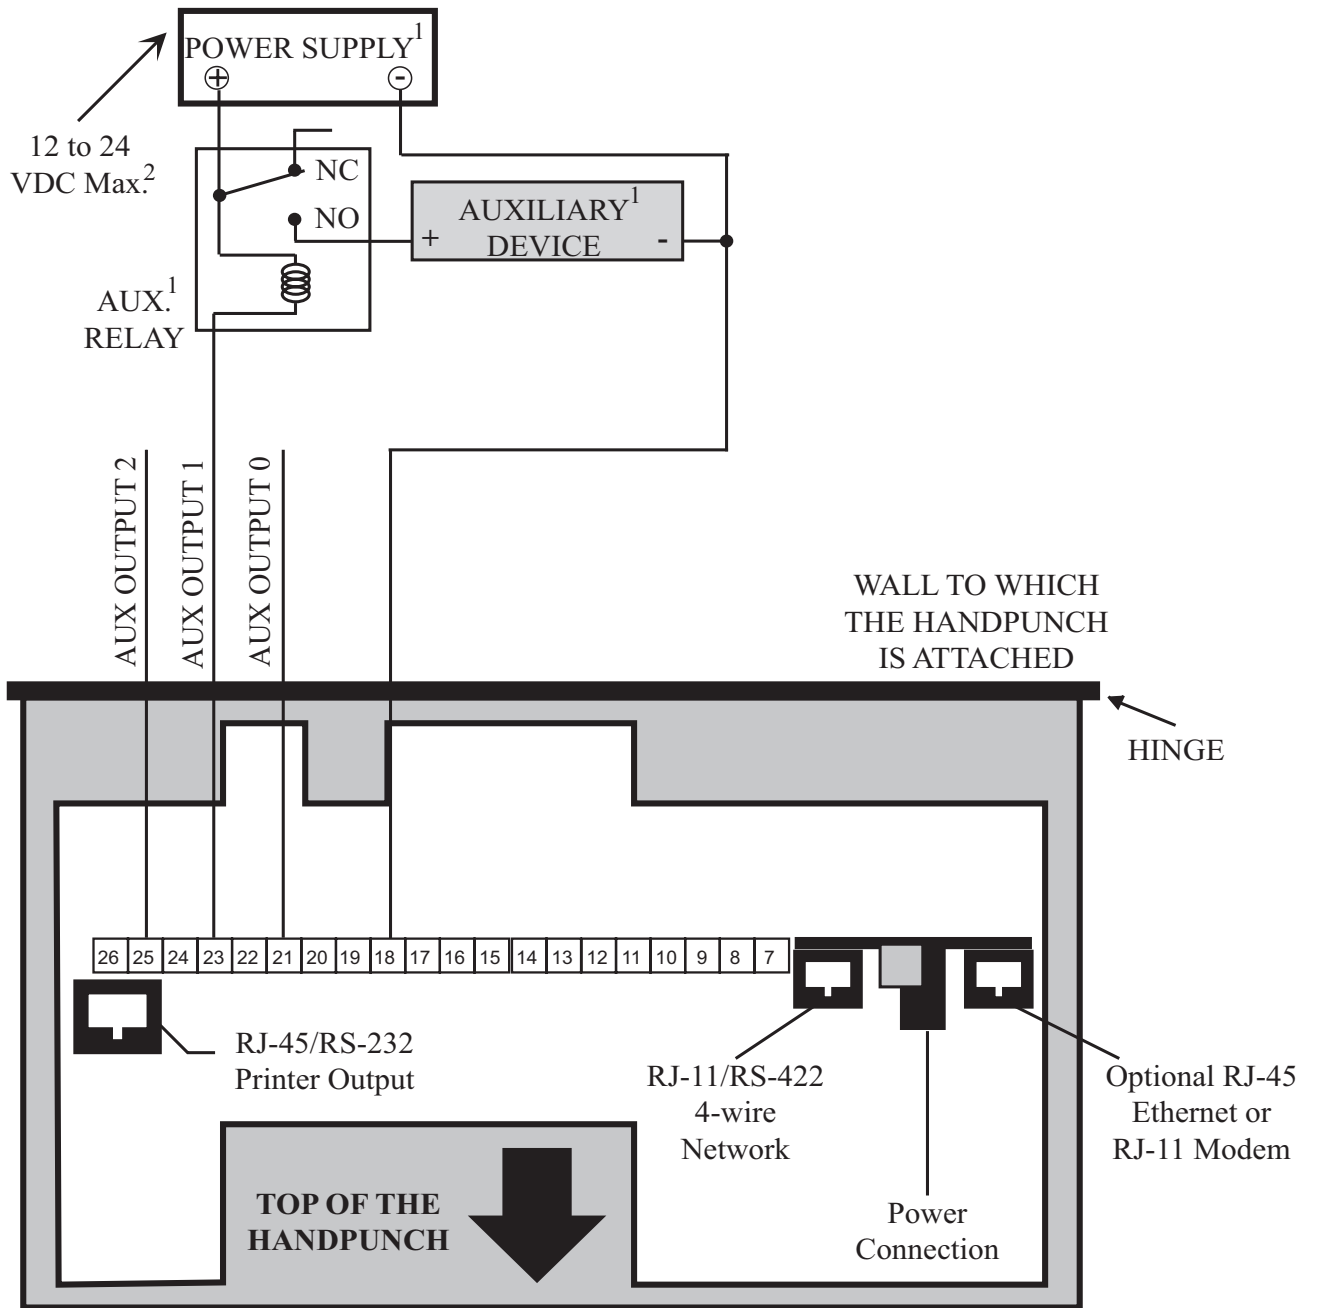 POWER SUPPLY1
+ -
12 to 24
VDC Max.2
NC
NO
AUXILIARY1
DEVICE
+ -
AUX.1
RELAY
AUX OUTPUT 2
AUX OUTPUT 1
AUX OUTPUT 0
WALL TO WHICH
THE HANDPUNCH
IS ATTACHED
HINGE
26 25 24 23 22 21 20 19 18 17 16 15 14 13 12 11 10 9 8 7
RJ-45/RS-232
Printer Output
RJ-11/RS-422
4-wire
Network
Optional RJ-45
Ethernet or
RJ-11 Modem
Power
Connection
TOP OF THE
HANDPUNCH